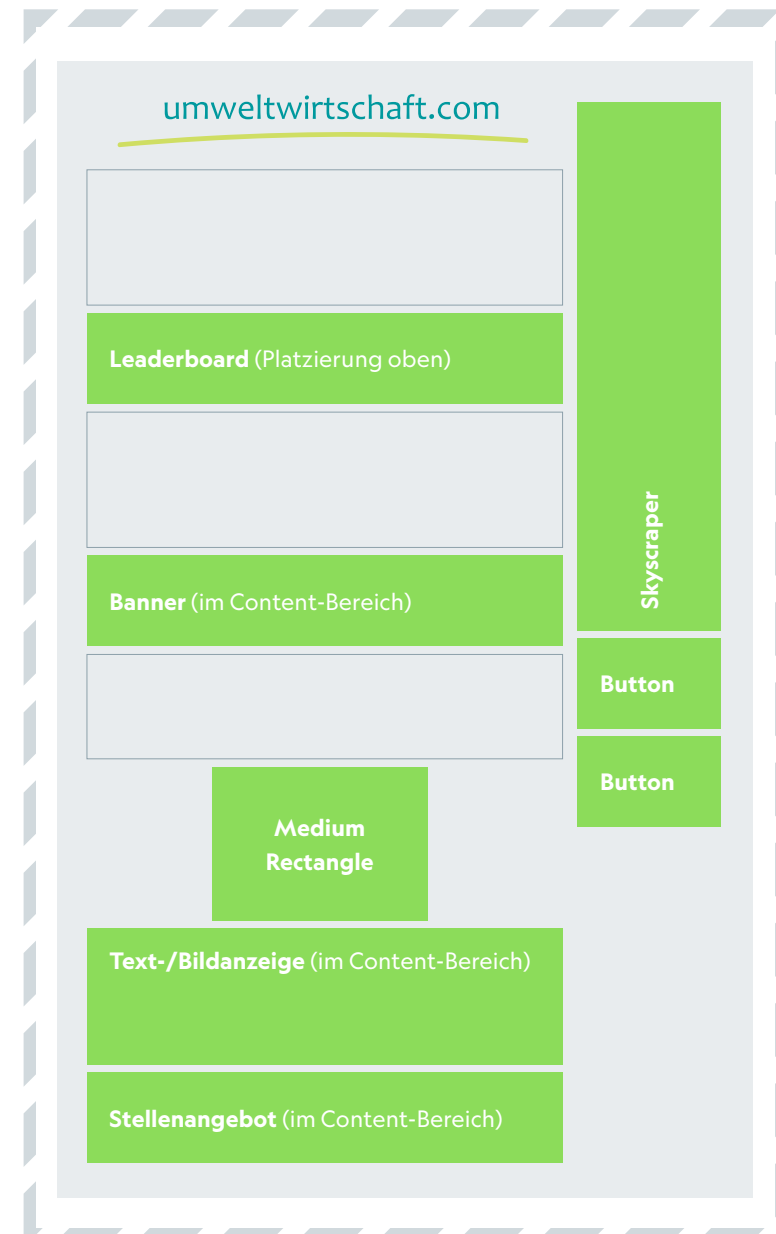 umweltwirtschaft.com
Leaderboard (Platzierung oben)
Banner (im Content-Bereich)
Skyscraper
Button
Button
Medium
Rectangle
Text-/Bildanzeige (im Content-Bereich)
Stellenangebot (im Content-Bereich)